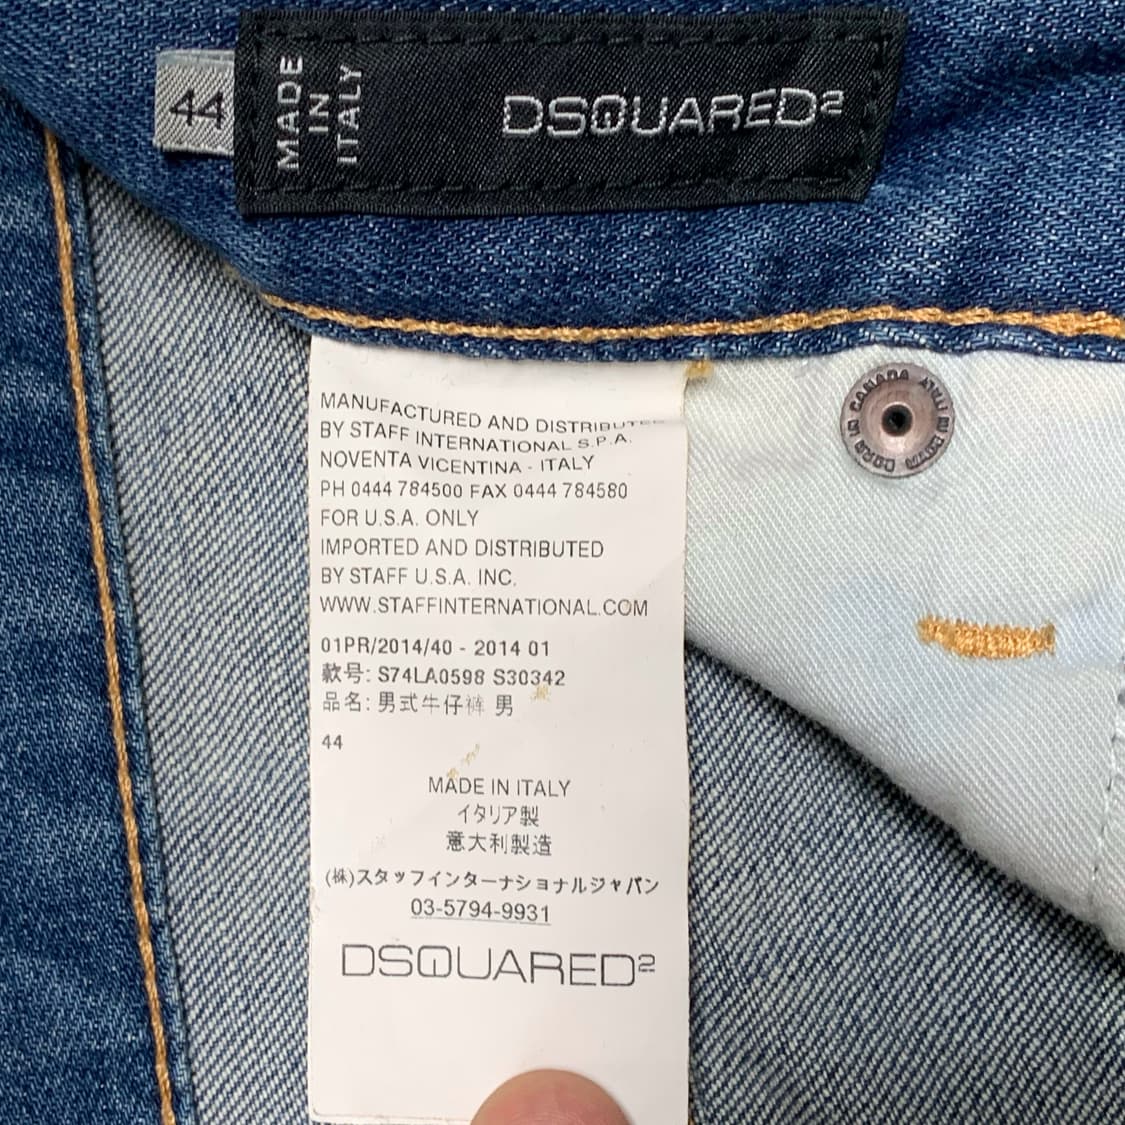 44
MADE
IN
ITALY
DSQUARED2
MANUFACTURED AND DISTRIBUTED
BY STAFF INTERNATIONAL S.P.A.
NOVENTA VICENTINA - ITALY
PH 0444 784500 FAX 0444 784580
FOR U.S.A. ONLY
IMPORTED AND DISTRIBUTED
BY STAFF U.S.A. INC.
WWW.STAFFINTERNATIONAL.COM
01PR/2014/40 - 2014 01
款号: S74LA0598 S30342
品名: 男式牛仔裤 男
44
MADE IN ITALY
イタリア製
意大利製造
(株)スタッフインターナショナルジャパン
03-5794-9931
DSQUARED2
CANADA